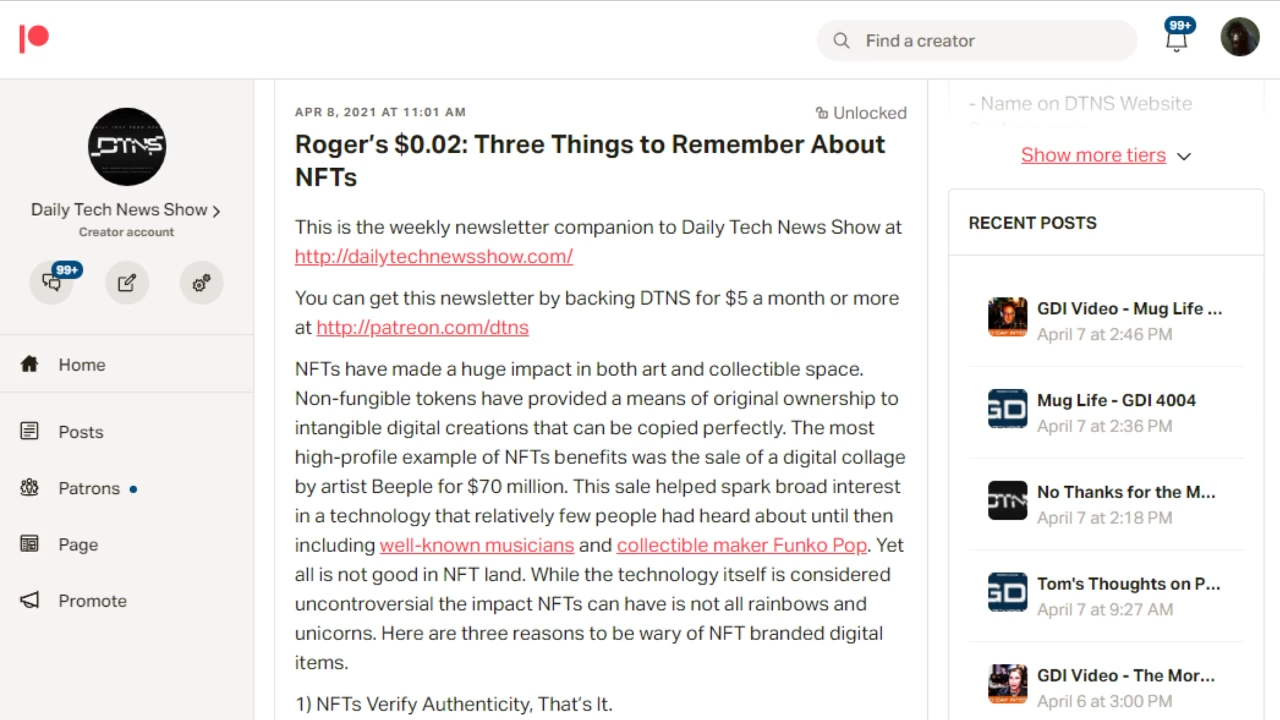 Find a creator
99+
DTNS
Daily Tech News Show
Creator account
99+
Home
Posts
Patrons
Page
Promote
APR 8, 2021 AT 11:01 AM
Unlocked
Roger's $0.02: Three Things to Remember About
NFTs
This is the weekly newsletter companion to Daily Tech News Show at
http://dailytechnewsshow.com/
You can get this newsletter by backing DTNS for $5 a month or more
at http://patreon.com/dtns
NFTs have made a huge impact in both art and collectible space.
Non-fungible tokens have provided a means of original ownership to
intangible digital creations that can be copied perfectly. The most
high-profile example of NFTs benefits was the sale of a digital collage
by artist Beeple for $70 million. This sale helped spark broad interest
in a technology that relatively few people had heard about until then
including well-known musicians and collectible maker Funko Pop. Yet
all is not good in NFT land. While the technology itself is considered
uncontroversial the impact NFTs can have is not all rainbows and
unicorns. Here are three reasons to be wary of NFT branded digital
items.
1) NFTs Verify Authenticity, That's It.
- Name on DTNS Website
Show more tiers
RECENT POSTS
GDI Video - Mug Life ...
April 7 at 2:46 PM
GD
Mug Life - GDI 4004
April 7 at 2:36 PM
DTN
No Thanks for the M...
April 7 at 2:18 PM
GD
Tom's Thoughts on P...
April 7 at 9:27 AM
GDI Video - The Mor...
April 6 at 3:00 PM